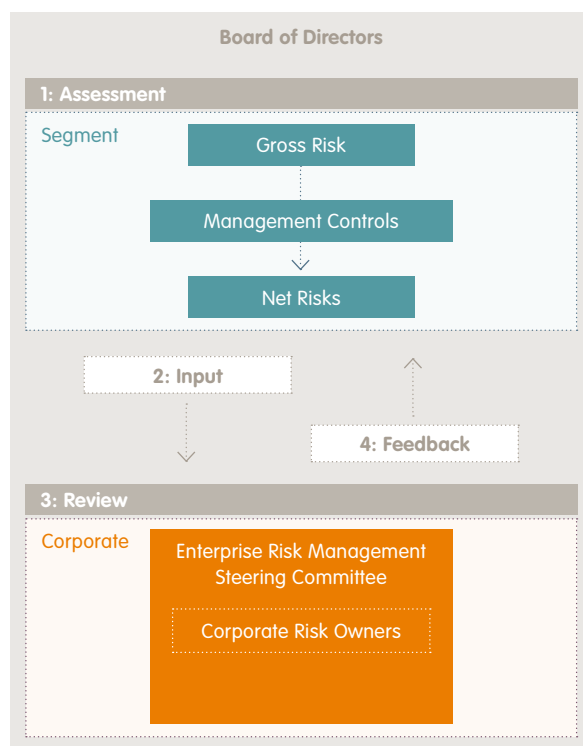 Board of Directors
1: Assessment
Segment
Gross Risk
Management Controls
Net Risks
2: Input
4: Feedback
3: Review
Corporate
Enterprise Risk Management
Steering Committee
Corporate Risk Owners